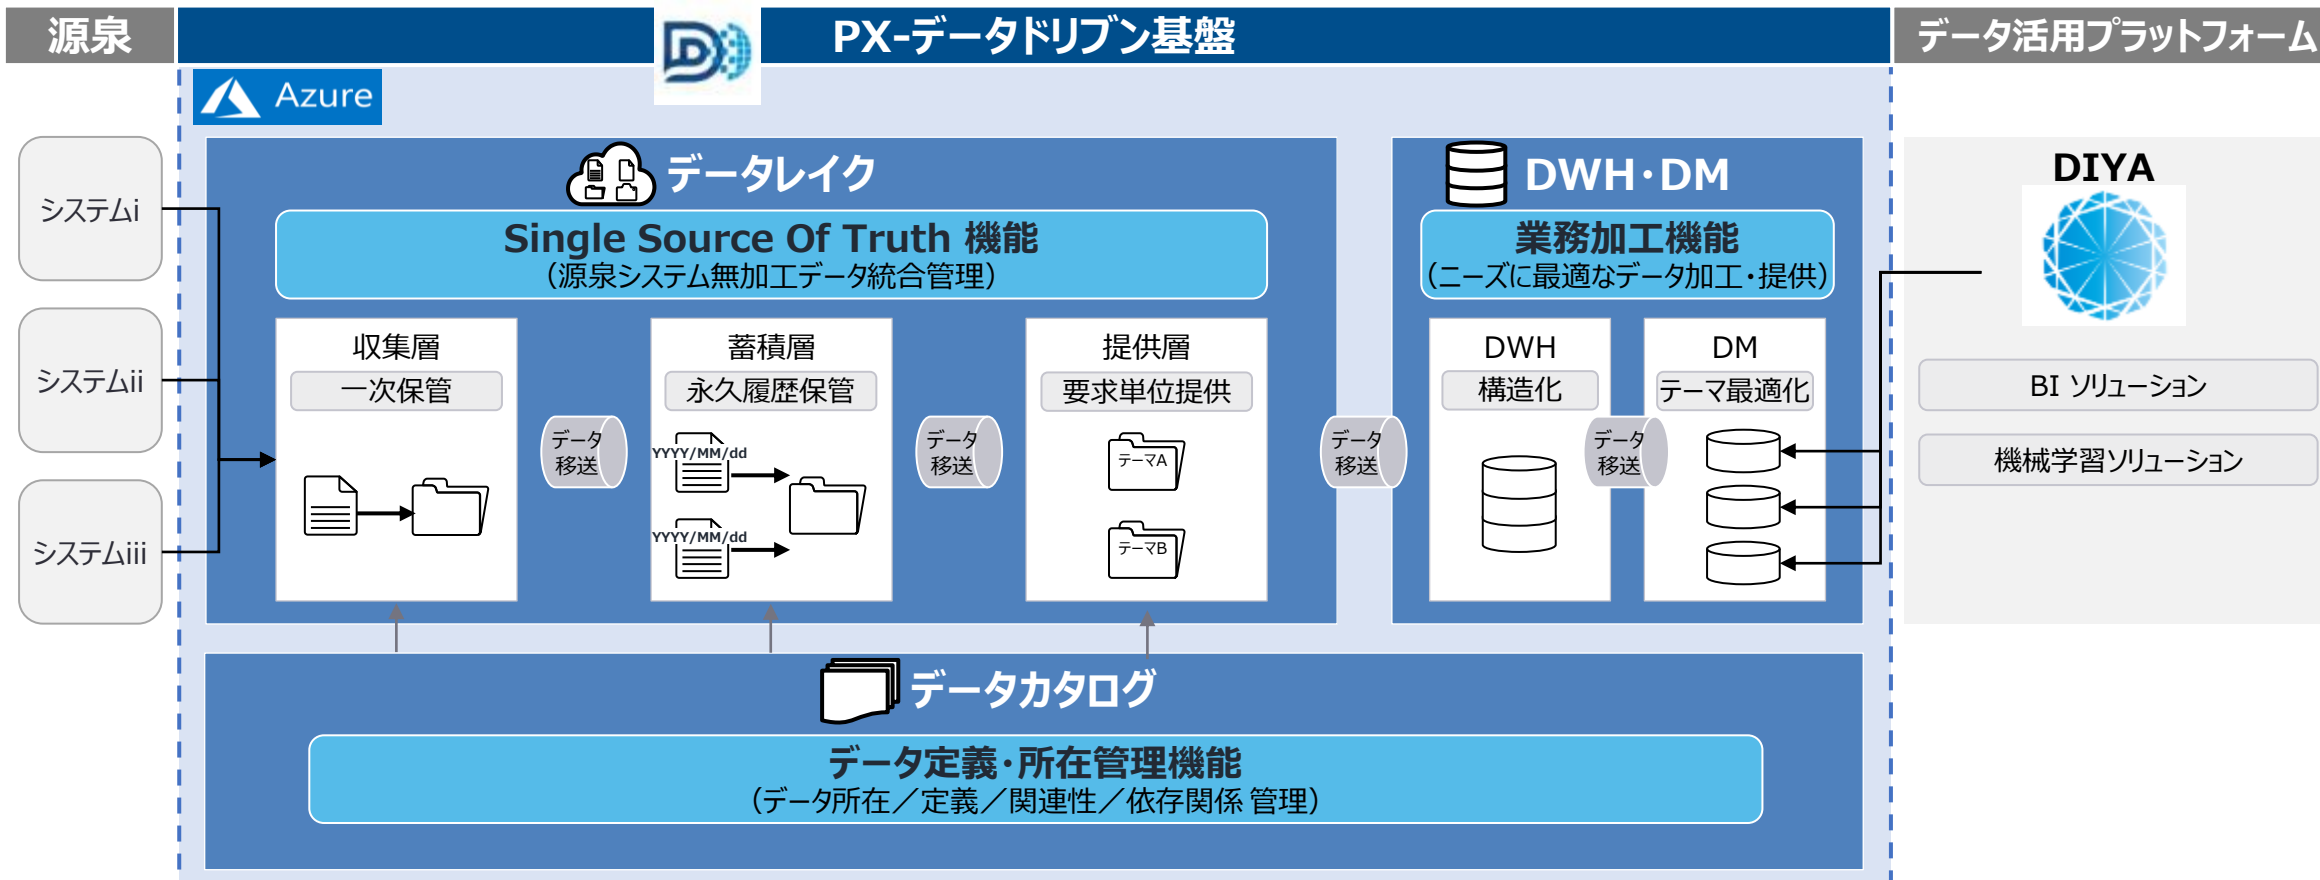 源泉
PX-データドリブン基盤
データ活用プラットフォーム
Azure
システムi
システムii
システムiii
データレイク
Single Source Of Truth 機能
（源泉システム無加工データ統合管理）
収集層
一次保管
データ
移送
蓄積層
永久履歴保管
YYYY/MM/dd
YYYY/MM/dd
データ
移送
提供層
要求単位提供
テーマA
テーマB
データ
移送
DWH・DM
業務加工機能
（ニーズに最適なデータ加工・提供）
DWH
構造化
データ
移送
DM
テーマ最適化
DIYA
BI ソリューション
機械学習ソリューション
データカタログ
データ定義・所在管理機能
（データ所在／定義／関連性／依存関係 管理）